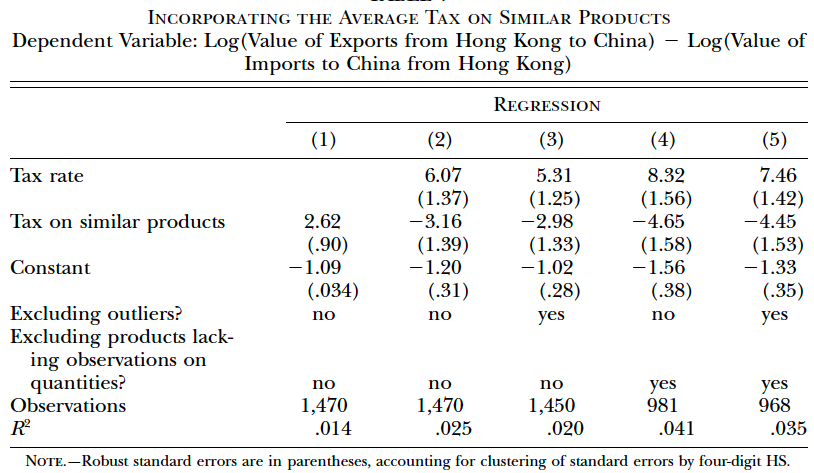 INCORPORATING THE AVERAGE TAX ON SIMILAR PRODUCTS
Dependent Variable: Log(Value of Exports from Hong Kong to China) − Log(Value of
Imports to China from Hong Kong)
REGRESSION
(1) (2) (3) (4) (5)
Tax rate 6.07 5.31 8.32 7.46
(1.37) (1.25) (1.56) (1.42)
Tax on similar products 2.62 −3.16 −2.98 −4.65 −4.45
(.90) (1.39) (1.33) (1.58) (1.53)
Constant −1.09 −1.20 −1.02 −1.56 −1.33
(.034) (.31) (.28) (.38) (.35)
Excluding outliers? no no yes no yes
Excluding products lack-
ing observations on
quantities? no no no yes yes
Observations 1,470 1,470 1,450 981 968
R² .014 .025 .020 .041 .035
NOTE.—Robust standard errors are in parentheses, accounting for clustering of standard errors by four-digit HS.